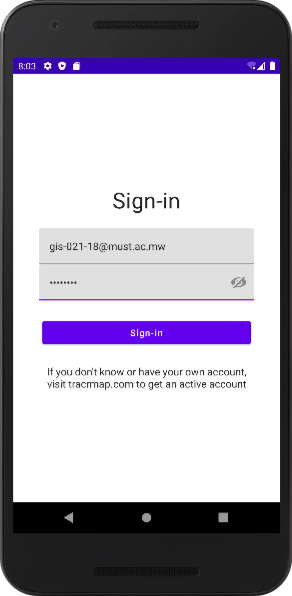 8:03
Sign-in
gis-021-18@must.ac.mw
••••••••
Sign-in
If you don't know or have your own account,
visit tracrmap.com to get an active account